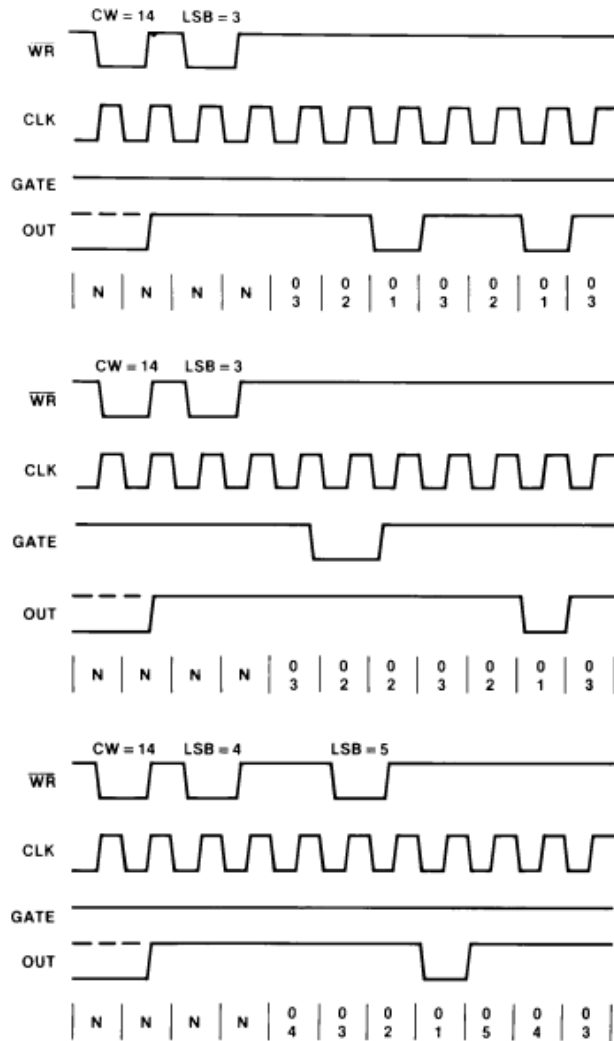 CW = 14 LSB = 3
WR
CLK
GATE
OUT
N N N N 0 0 0 0 0 0 0
3 2 1 3 2 1 3
CW = 14 LSB = 3
WR
CLK
GATE
OUT
N N N N 0 0 0 0 0 0 0
3 2 2 3 2 1 3
CW = 14 LSB = 4 LSB = 5
WR
CLK
GATE
OUT
N N N N 0 0 0 0 0 0 0
4 3 2 1 5 4 3